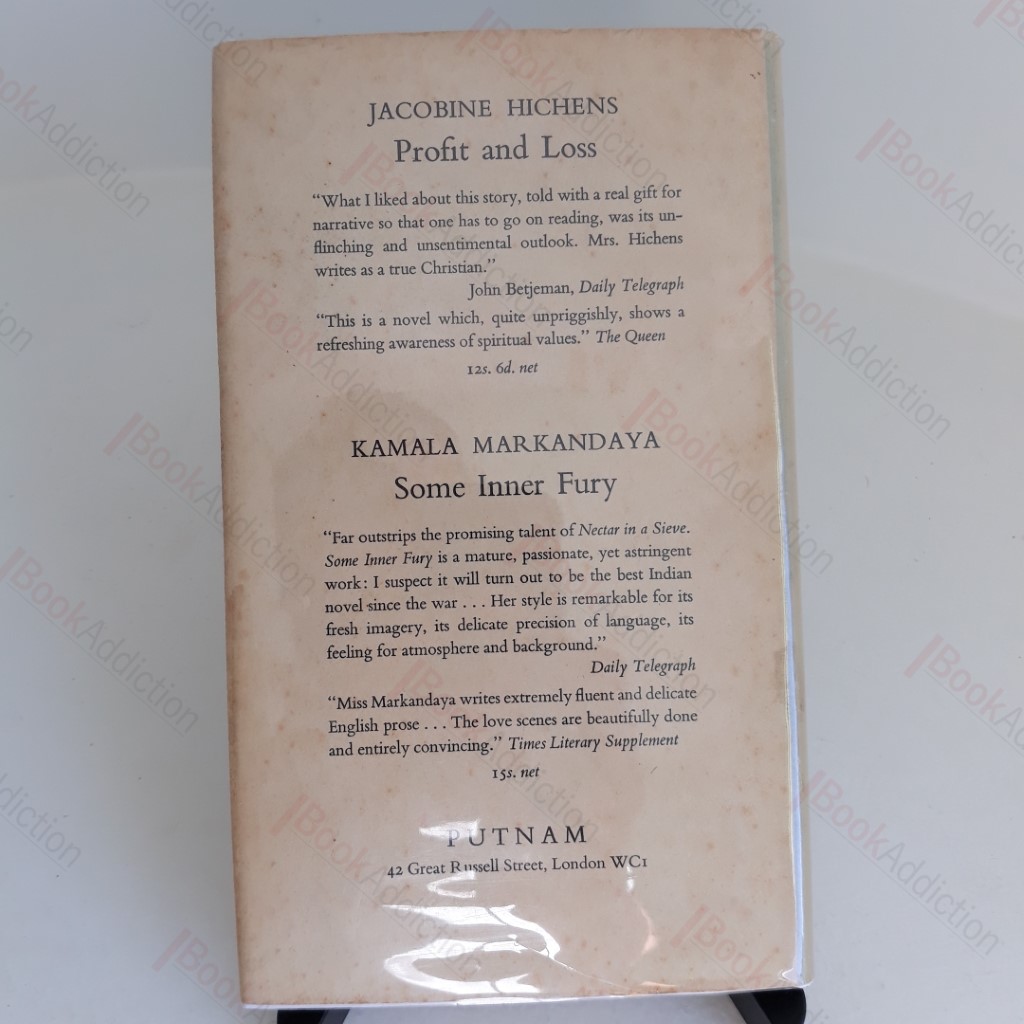 JACOBINE HICHENS
Profit and Loss
“What I liked about this story, told with a real gift for
narrative so that one has to go on reading, was its un-
flinching and unsentimental outlook. Mrs. Hichens
writes as a true Christian.”
John Betjeman, Daily Telegraph
“This is a novel which, quite unpriggishly, shows a
refreshing awareness of spiritual values.” The Queen
12s. 6d. net
KAMALA MARKANDAYA
Some Inner Fury
“Far outstrips the promising talent of Nectar in a Sieve.
Some Inner Fury is a mature, passionate, yet astringent
work: I suspect it will turn out to be the best Indian
novel since the war . . . Her style is remarkable for its
fresh imagery, its delicate precision of language, its
feeling for atmosphere and background.”
Daily Telegraph
“Miss Markandaya writes extremely fluent and delicate
English prose . . . The love scenes are beautifully done
and entirely convincing.” Times Literary Supplement
15s. net
PUTNAM
42 Great Russell Street, London WC1
BookAddiction